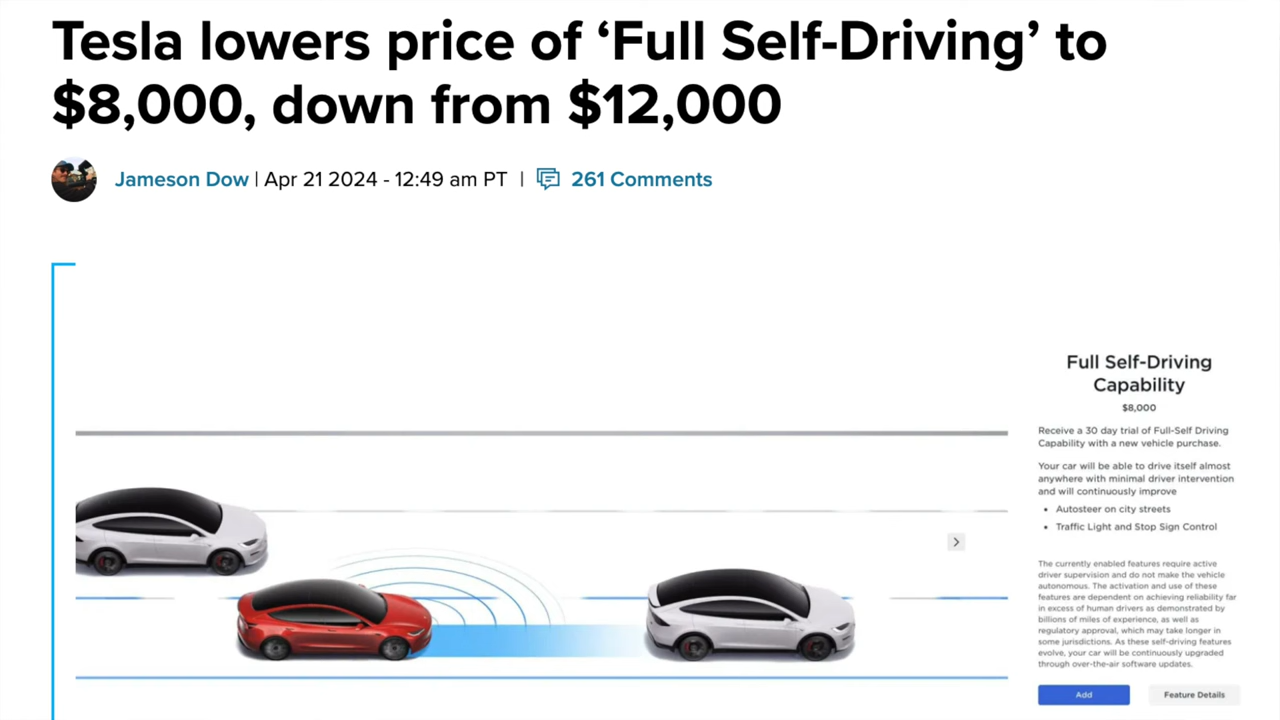 Tesla lowers price of ‘Full Self-Driving’ to
$8,000, down from $12,000
Jameson Dow | Apr 21 2024 - 12:49 am PT | 261 Comments
Full Self-Driving
Capability
$8,000
Receive a 30 day trial of Full-Self Driving
Capability with a new vehicle purchase.
Your car will be able to drive itself almost
anywhere with minimal driver intervention
and will continuously improve
• Autosteer on city streets
• Traffic Light and Stop Sign Control
The currently enabled features require active
driver supervision and do not make the vehicle
autonomous. The activation and use of these
features are dependent on achieving reliability far
in excess of human drivers as demonstrated by
billions of miles of experience, as well as
regulatory approval, which may take longer in
some jurisdictions. As these self-driving features
evolve, your car will be continuously upgraded
through over-the-air software updates.
Add
Feature Details